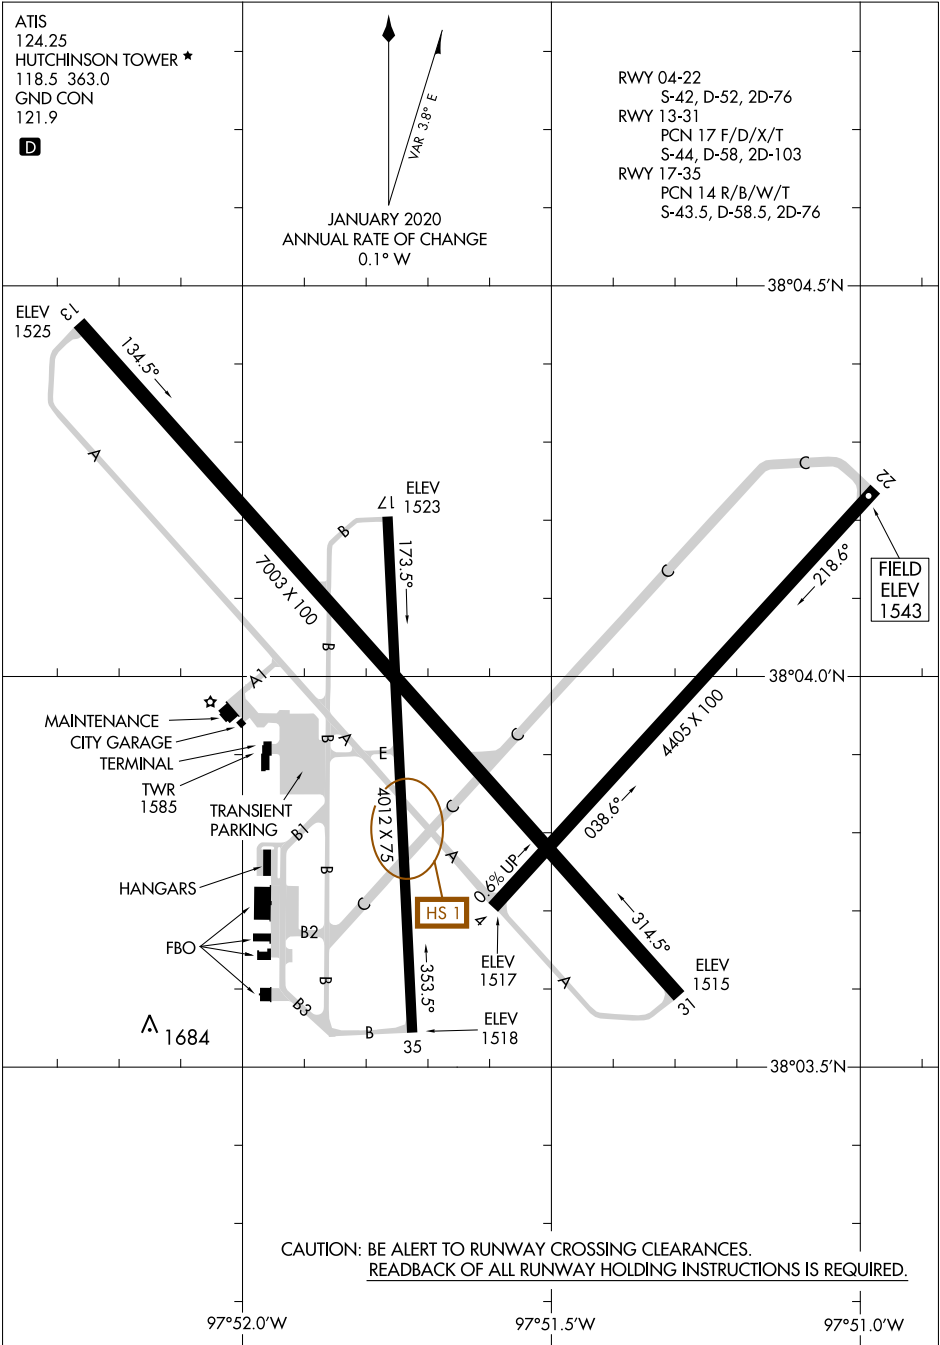 ATIS
124.25
HUTCHINSON TOWER ★
118.5 363.0
GND CON
121.9
D
VAR 3.8° E
JANUARY 2020
ANNUAL RATE OF CHANGE
0.1° W
RWY 04-22
S-42, D-52, 2D-76
RWY 13-31
PCN 17 F/D/X/T
S-44, D-58, 2D-103
RWY 17-35
PCN 14 R/B/W/T
S-43.5, D-58.5, 2D-76
38°04.5'N
ELEV
1525
13
134.5°
A
7003 X 100
ELEV
1523
17
173.5°
B
B
C
22
C
218.6°
FIELD
ELEV
1543
38°04.0'N
A1
MAINTENANCE
CITY GARAGE
TERMINAL
TWR
1585
TRANSIENT
PARKING
B
A
E
C
4405 X 100
4012 X 75
C
038.6°
B1
A
0.6% UP
HANGARS
B
C
HS 1
4
FBO
B2
314.5°
ELEV
1517
A
ELEV
1515
31
353.5°
B
B3
1684
B
35
ELEV
1518
38°03.5'N
CAUTION: BE ALERT TO RUNWAY CROSSING CLEARANCES.
READBACK OF ALL RUNWAY HOLDING INSTRUCTIONS IS REQUIRED.
97°52.0'W
97°51.5'W
97°51.0'W